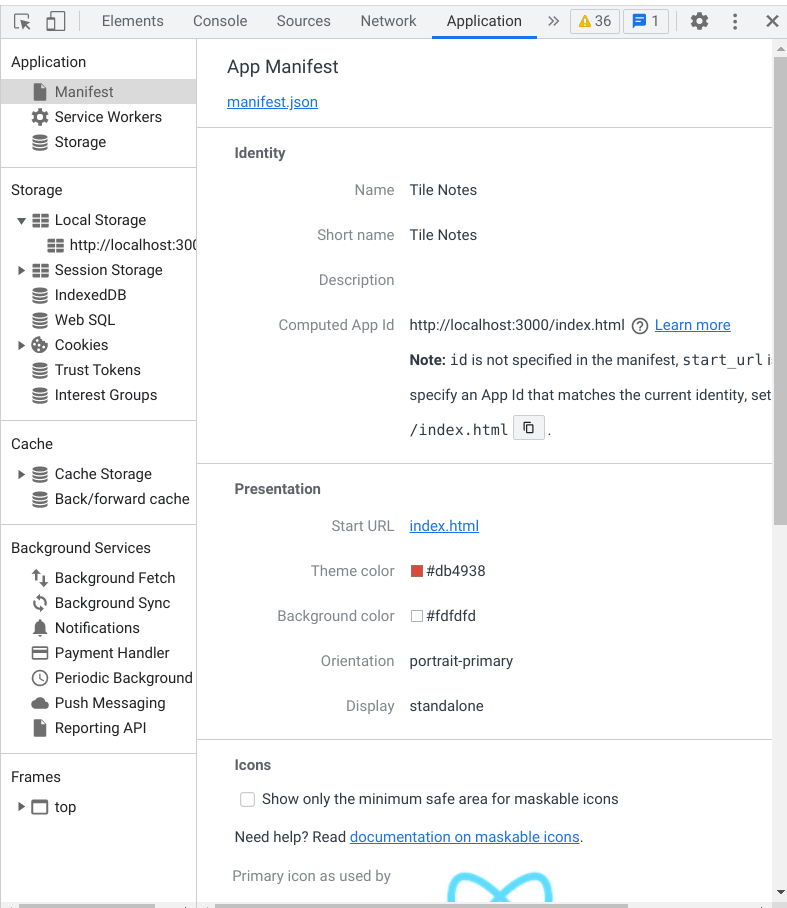 Elements Console Sources Network Application 36 1
Application
Manifest
Service Workers
Storage
Storage
Local Storage
http://localhost:300
Session Storage
IndexedDB
Web SQL
Cookies
Trust Tokens
Interest Groups
Cache
Cache Storage
Back/forward cache
Background Services
Background Fetch
Background Sync
Notifications
Payment Handler
Periodic Background
Push Messaging
Reporting API
Frames
top
App Manifest
manifest.json
Identity
Name Tile Notes
Short name Tile Notes
Description
Computed App Id http://localhost:3000/index.html Learn more
Note: id is not specified in the manifest, start_url is
specify an App Id that matches the current identity, set
/index.html .
Presentation
Start URL index.html
Theme color #db4938
Background color #fdfdfd
Orientation portrait-primary
Display standalone
Icons
Show only the minimum safe area for maskable icons
Need help? Read documentation on maskable icons.
Primary icon as used by